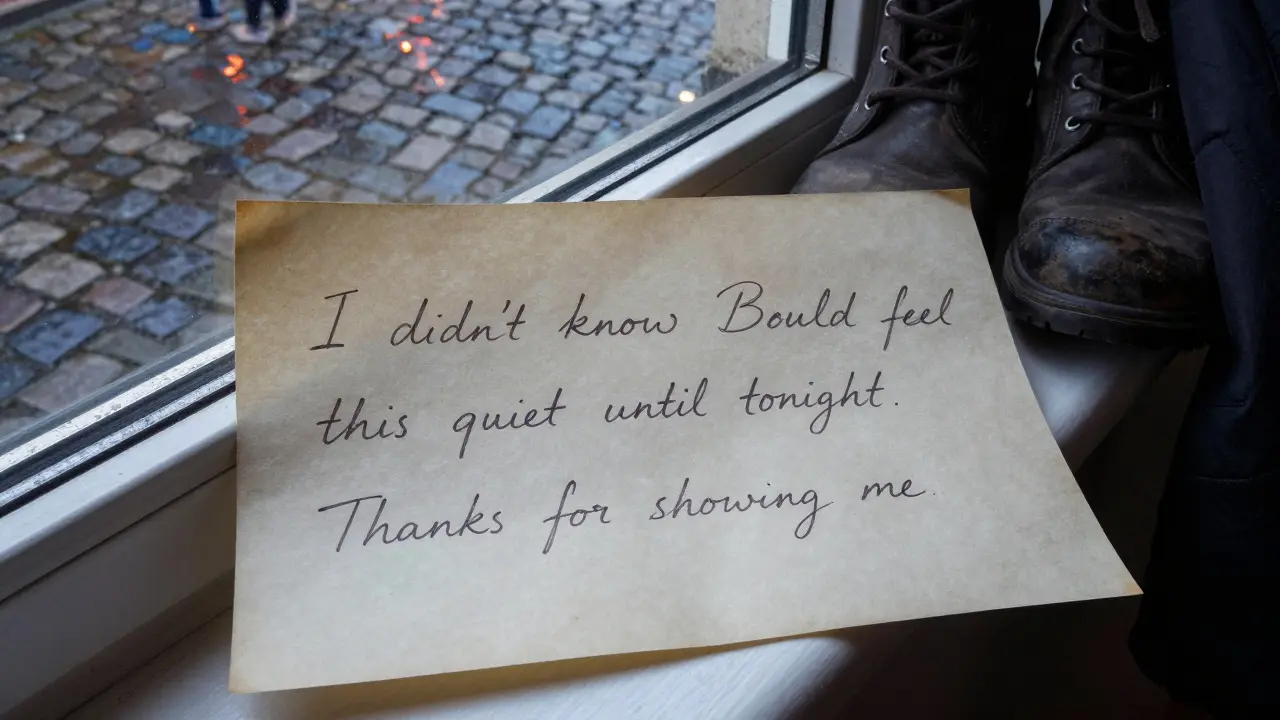 I didn't know Bould feel
this quiet until tonight.
Thanks for showing me.